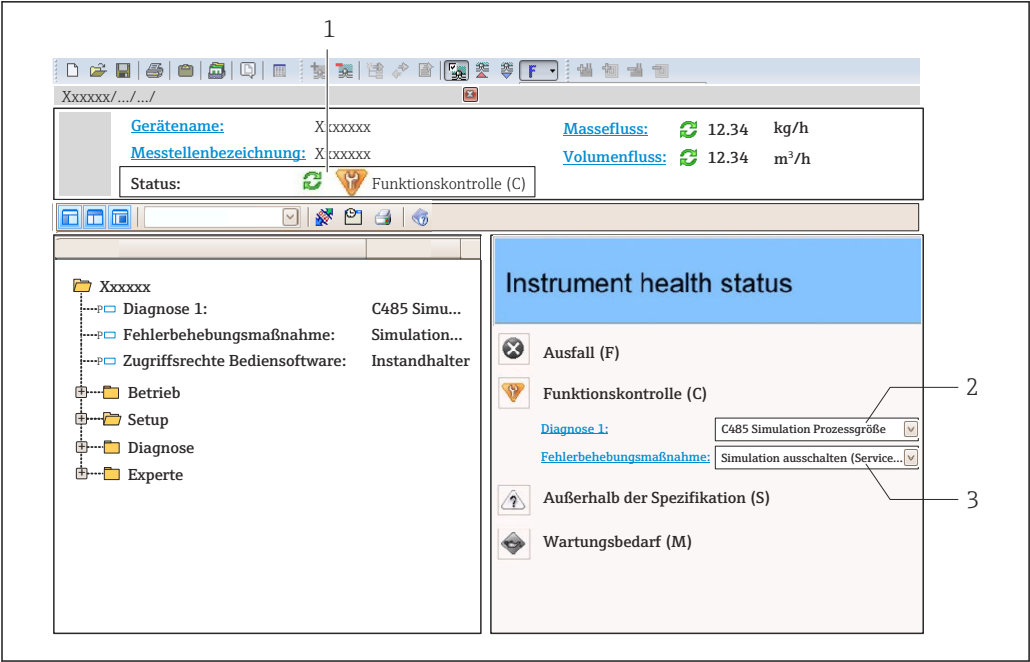 1
F
Xxxxxx/.../.../
Gerätename: Xxxxxxx Massefluss: 12.34 kg/h
Messtellenbezeichnung: Xxxxxxx Volumenfluss: 12.34 m³/h
Status: Funktionskontrolle (C)
Xxxxxx
Diagnose 1: C485 Simu...
Fehlerbehebungsmaßnahme: Simulation...
Zugriffsrechte Bediensoftware: Instandhalter
Betrieb
Setup
Diagnose
Experte
Instrument health status
Ausfall (F)
Funktionskontrolle (C)
Diagnose 1: C485 Simulation Prozessgröße
2
Fehlerbehebungsmaßnahme: Simulation ausschalten (Service...
3
Außerhalb der Spezifikation (S)
Wartungsbedarf (M)